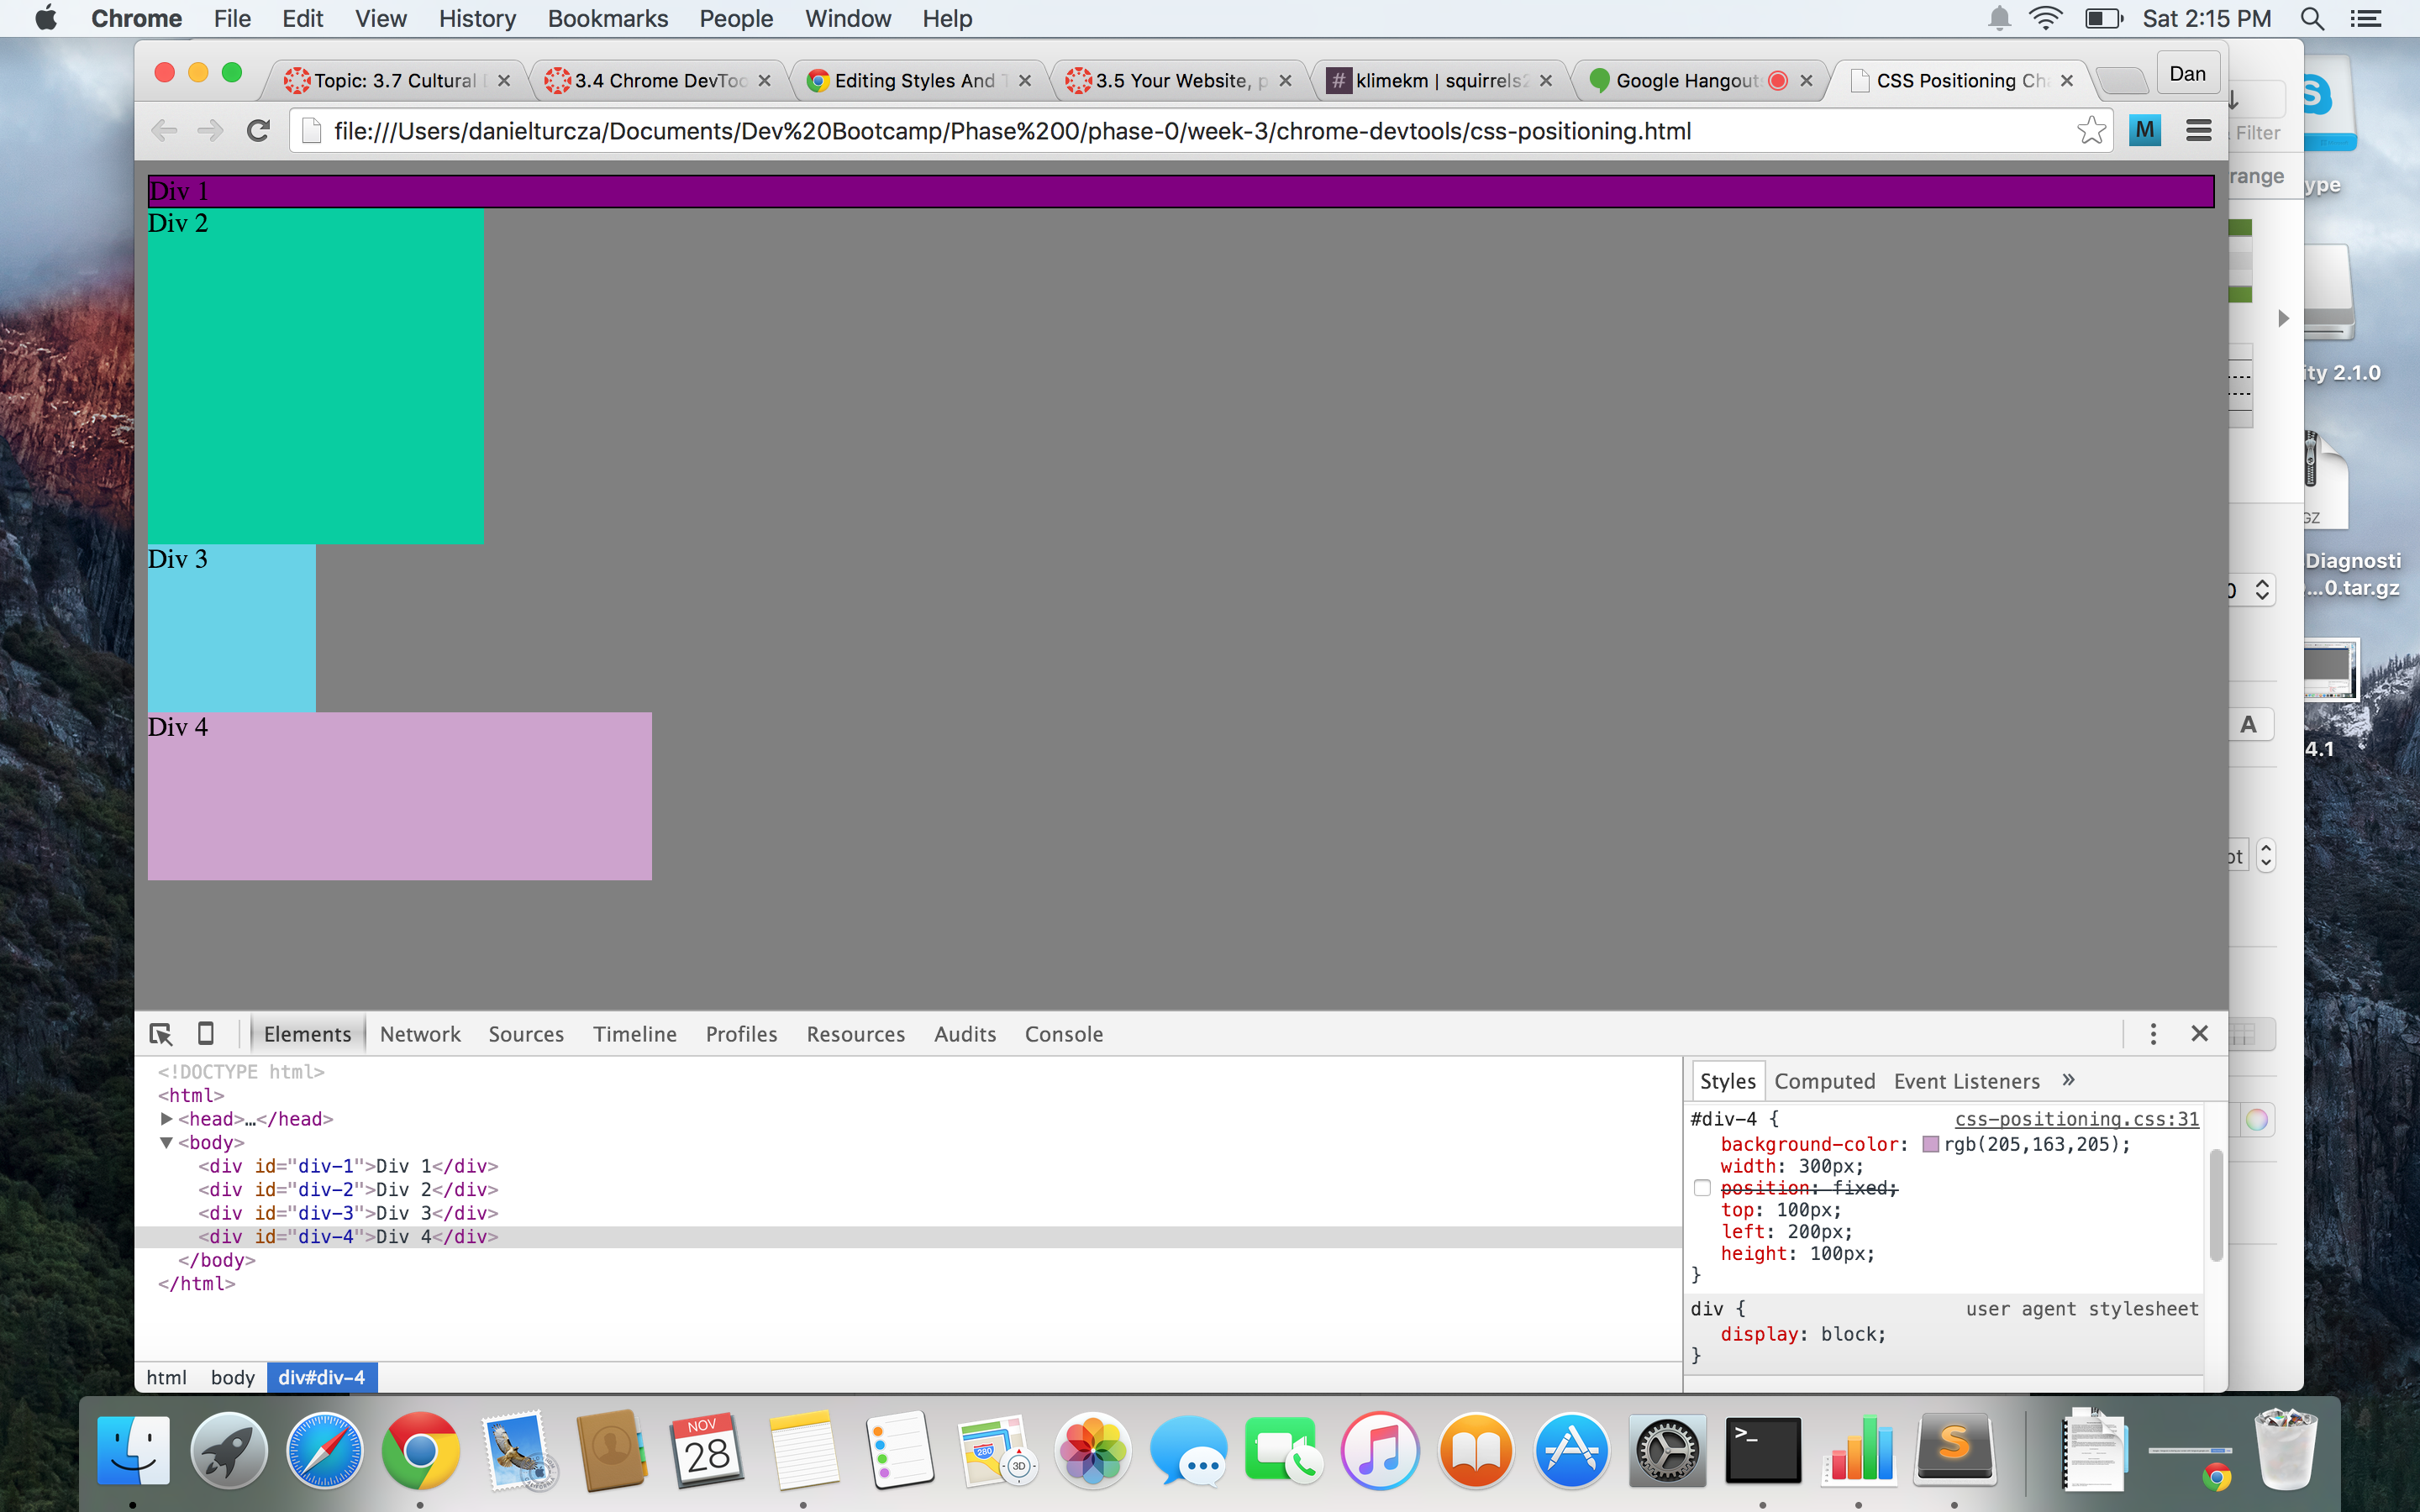 Chrome File Edit View History Bookmarks People Window Help
Sat 2:15 PM
Topic: 3.7 Cultural
3.4 Chrome DevToo
Editing Styles And
3.5 Your Website, p
# klimekm | squirrels2
Google Hangout
CSS Positioning Ch
Dan
file:///Users/danielturcza/Documents/Dev%20Bootcamp/Phase%200/phase-0/week-3/chrome-devtools/css-positioning.html
M
Filter
range
ype
Div 1
Div 2
ity 2.1.0
GZ
Div 3
Diagnosti
...0.tar.gz
Div 4
A
4.1
ot
Elements Network Sources Timeline Profiles Resources Audits Console
<!DOCTYPE html>
<html>
<head>…</head>
<body>
<div id="div-1">Div 1</div>
<div id="div-2">Div 2</div>
<div id="div-3">Div 3</div>
<div id="div-4">Div 4</div>
</body>
</html>
html body div#div-4
Styles Computed Event Listeners »
#div-4 { css-positioning.css:31
background-color: rgb(205,163,205);
width: 300px;
position: fixed;
top: 100px;
left: 200px;
height: 100px;
}
div { user agent stylesheet
display: block;
}
NOV
28
280
3D
>_
S